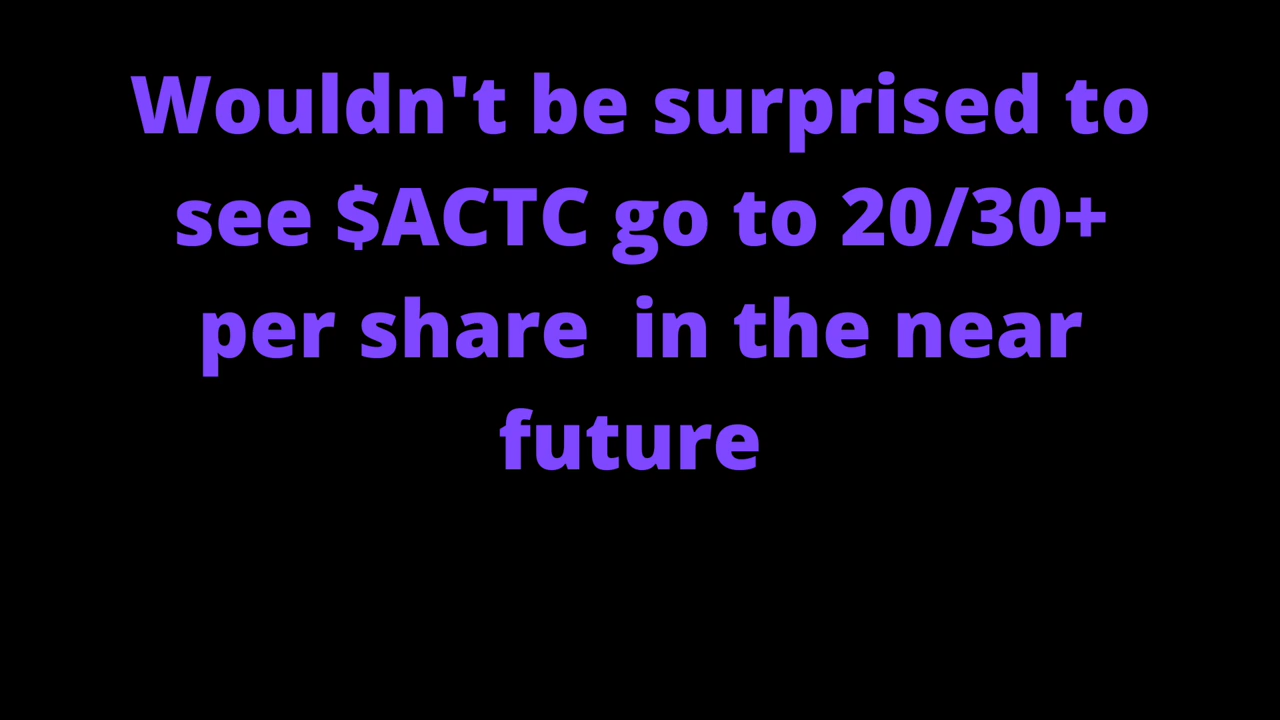 Wouldn't be surprised to
see $ACTC go to 20/30+
per share  in the near
future